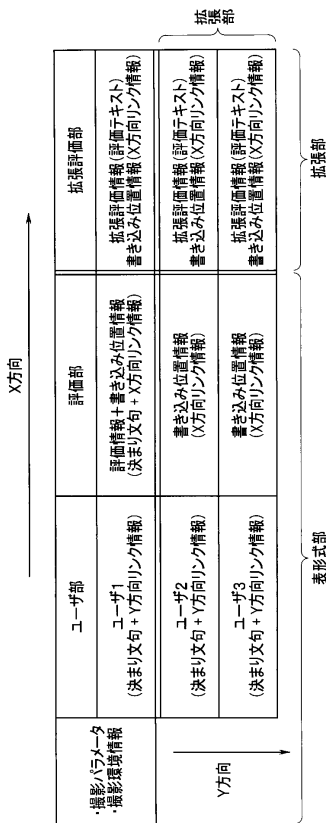 X方向
拡張部
・撮影パラメータ
・撮影環境情報
ユーザ部
評価部
拡張評価部
ユーザ1
(決まり文句+Y方向リンク情報)
評価情報+書き込み位置情報
(決まり文句+X方向リンク情報)
拡張評価情報(評価テキスト)
書き込み位置情報(X方向リンク情報)
ユーザ2
(決まり文句+Y方向リンク情報)
書き込み位置情報
(X方向リンク情報)
拡張評価情報(評価テキスト)
書き込み位置情報(X方向リンク情報)
ユーザ3
(決まり文句+Y方向リンク情報)
書き込み位置情報
(X方向リンク情報)
拡張評価情報(評価テキスト)
書き込み位置情報(X方向リンク情報)
Y方向
表形式部
拡張部